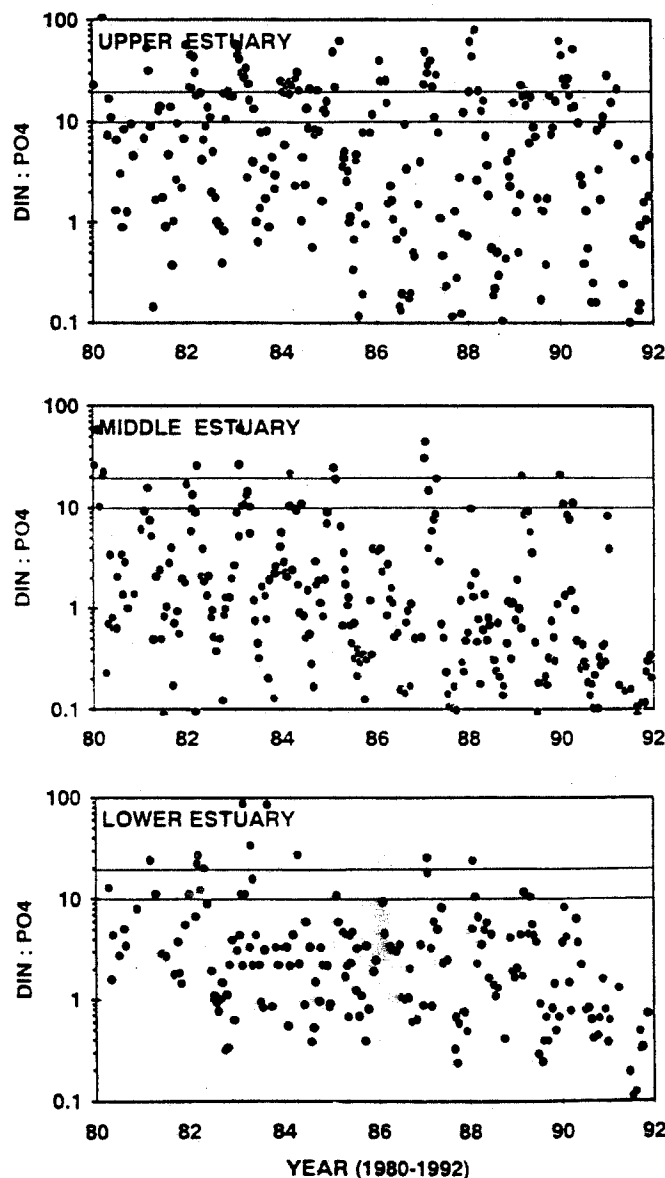 100
UPPER ESTUARY
10
DIN : PO4
1
0.1
80 82 84 86 88 90 92
100
MIDDLE ESTUARY
10
DIN : PO4
1
0.1
80 82 84 86 88 90 92
100
LOWER ESTUARY
10
DIN : PO4
1
0.1
80 82 84 86 88 90 92
YEAR (1980-1992)